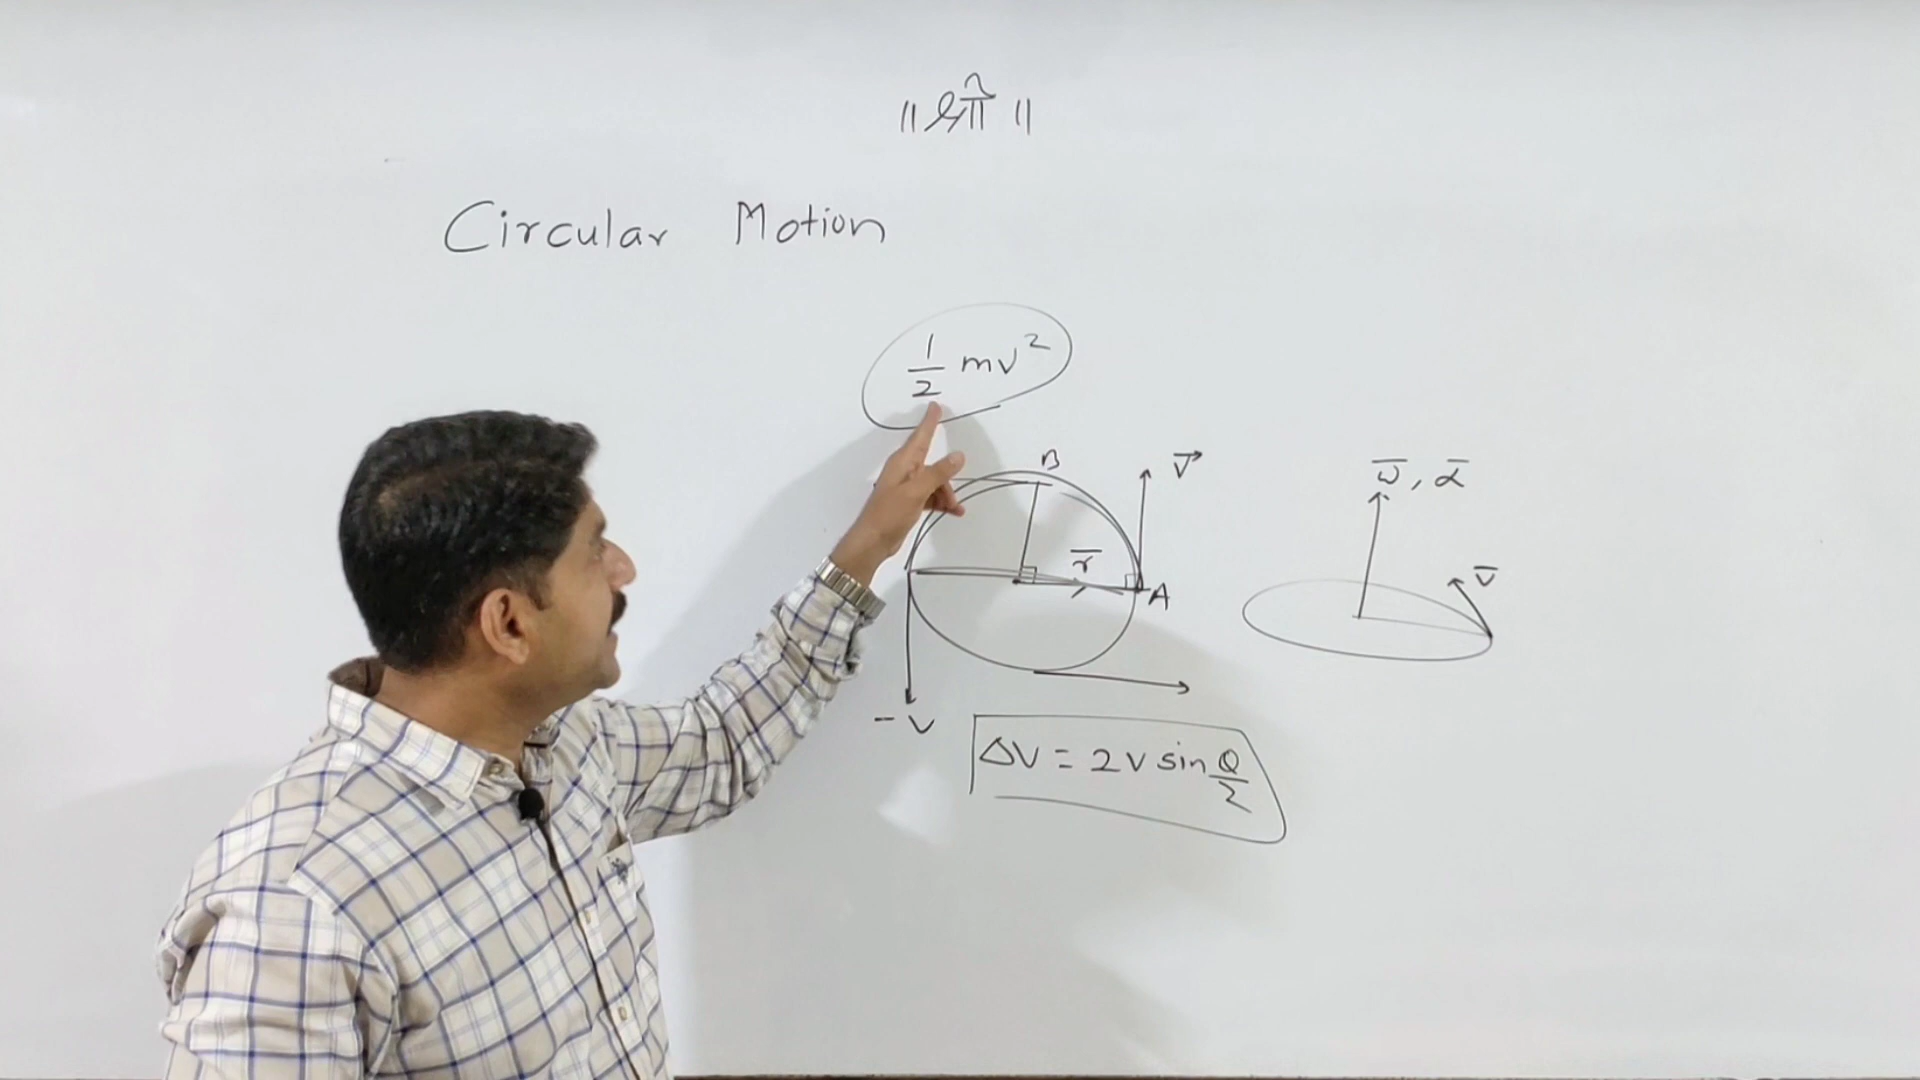 ॥ श्री ॥
Circular Motion
1/2 mv²
B
v⃗
ω̅, α̅
r̅
v̅
A
-V
ΔV = 2v sin θ/2